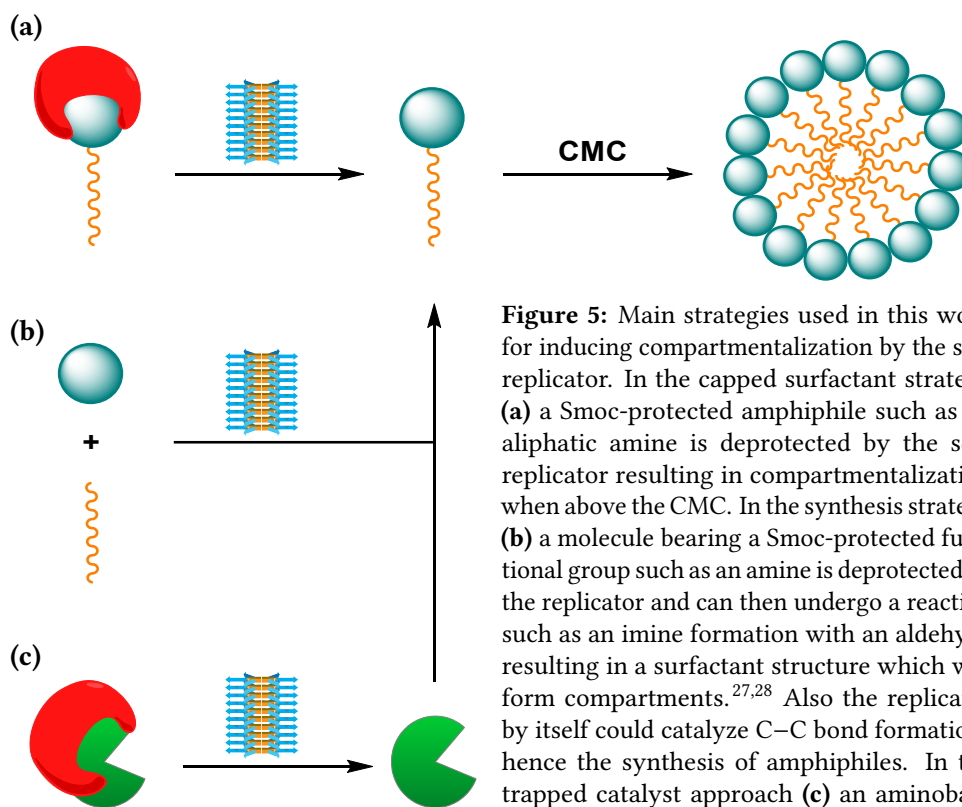 (a)
CMC
(b)
+
(c)
Figure 5: Main strategies used in this wo
for inducing compartmentalization by the s
replicator. In the capped surfactant strate
(a) a Smoc-protected amphiphile such as
aliphatic amine is deprotected by the se
replicator resulting in compartmentalizati
when above the CMC. In the synthesis strate
(b) a molecule bearing a Smoc-protected fu
tional group such as an amine is deprotected
the replicator and can then undergo a reacti
such as an imine formation with an aldehy
resulting in a surfactant structure which w
form compartments.27,28 Also the replica
by itself could catalyze C–C bond formatio
hence the synthesis of amphiphiles. In t
trapped catalyst approach (c) an aminoba